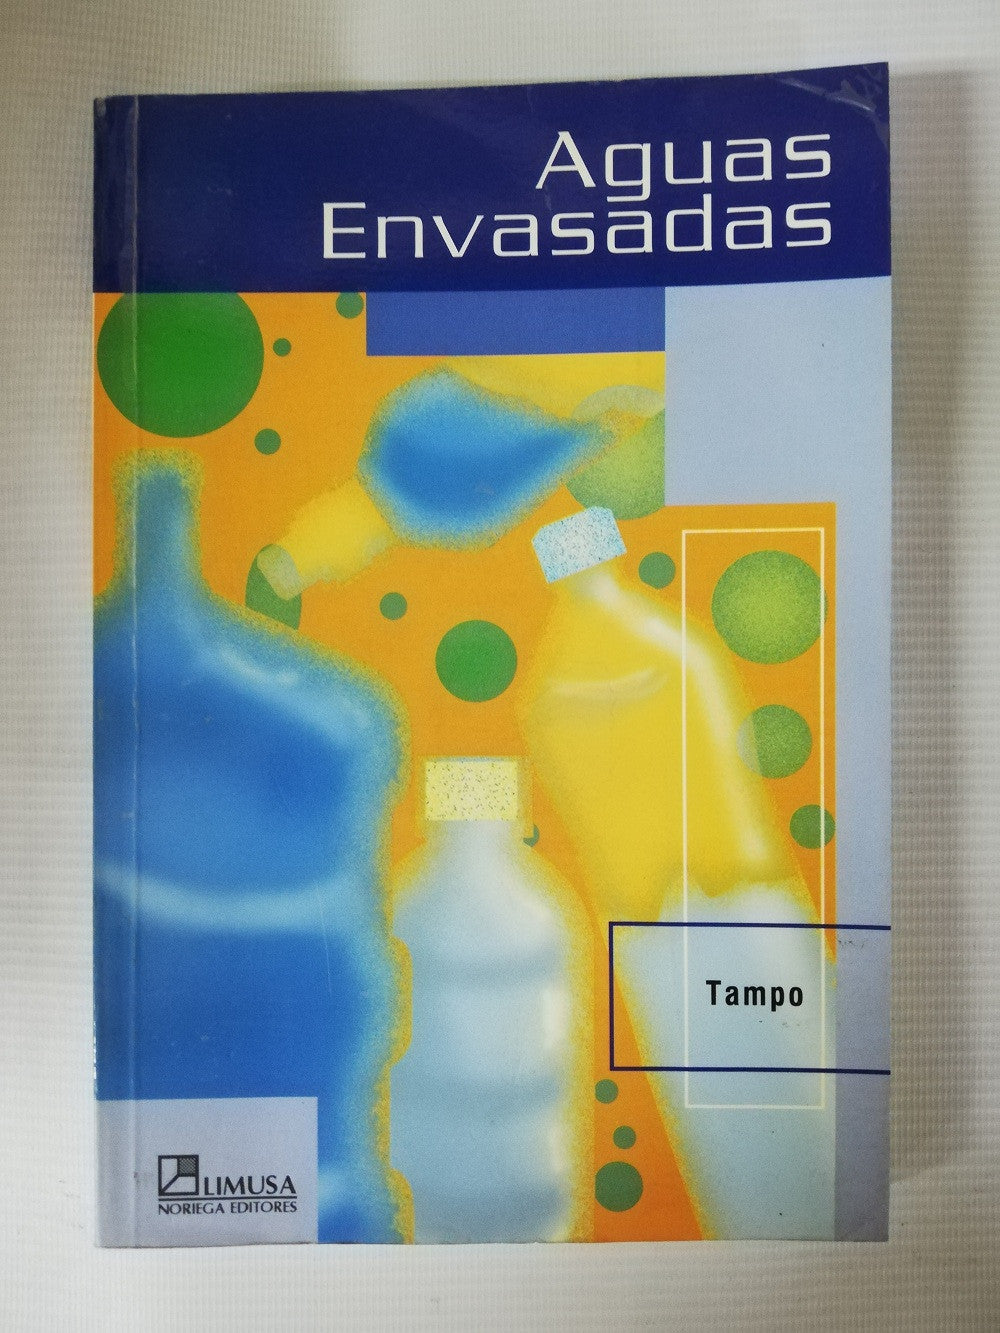 Aguas
Envasadas
Tampo
LIMUSA
NORIEGA EDITORES